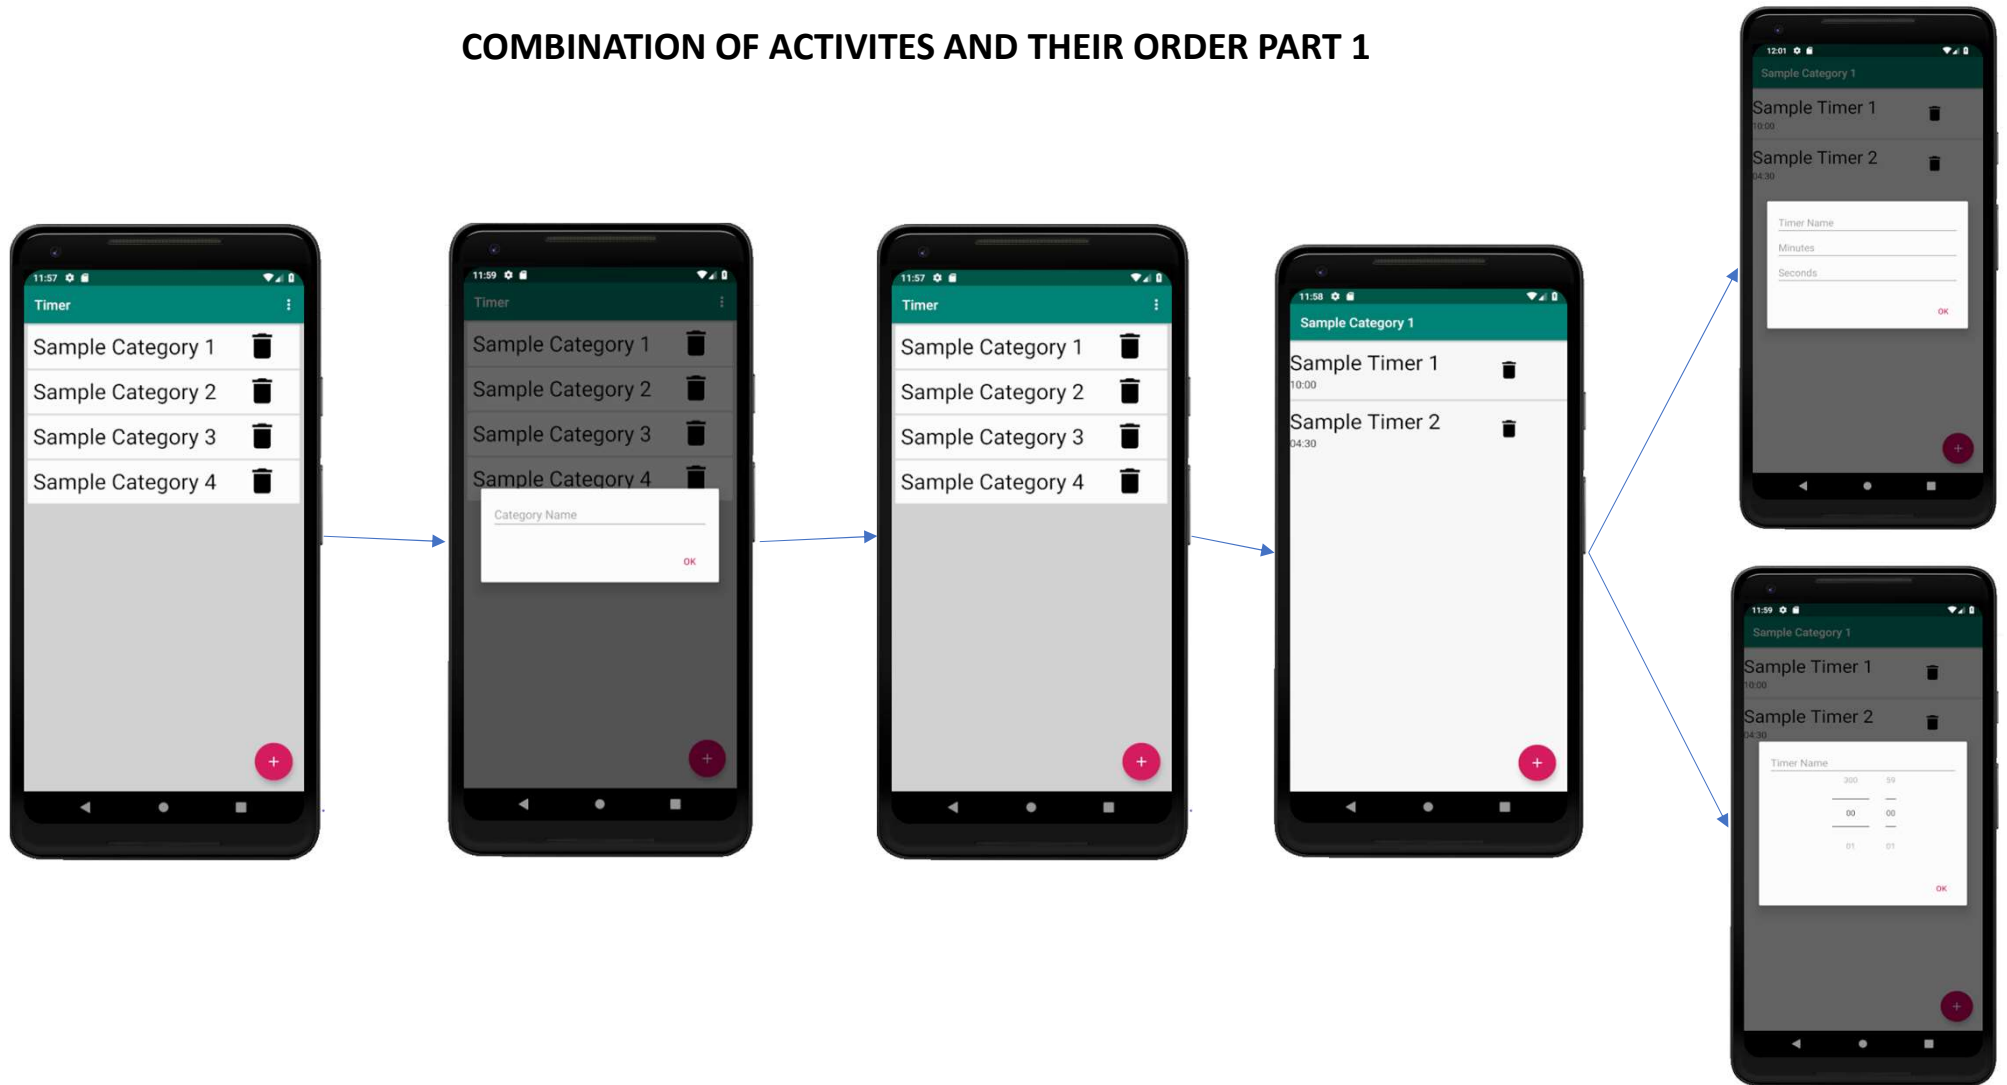 COMBINATION OF ACTIVITES AND THEIR ORDER PART 1
11:57
Timer
Sample Category 1
Sample Category 2
Sample Category 3
Sample Category 4
+
11:59
Timer
Sample Category 1
Sample Category 2
Sample Category 3
Sample Category 4
Category Name
OK
+
11:57
Timer
Sample Category 1
Sample Category 2
Sample Category 3
Sample Category 4
+
11:58
Sample Category 1
Sample Timer 1
10:00
Sample Timer 2
04:30
+
12:01
Sample Category 1
Sample Timer 1
10:00
Sample Timer 2
04:30
Timer Name
Minutes
Seconds
OK
+
11:59
Sample Category 1
Sample Timer 1
10:00
Sample Timer 2
04:30
Timer Name
300 59
00 00
01 01
OK
+